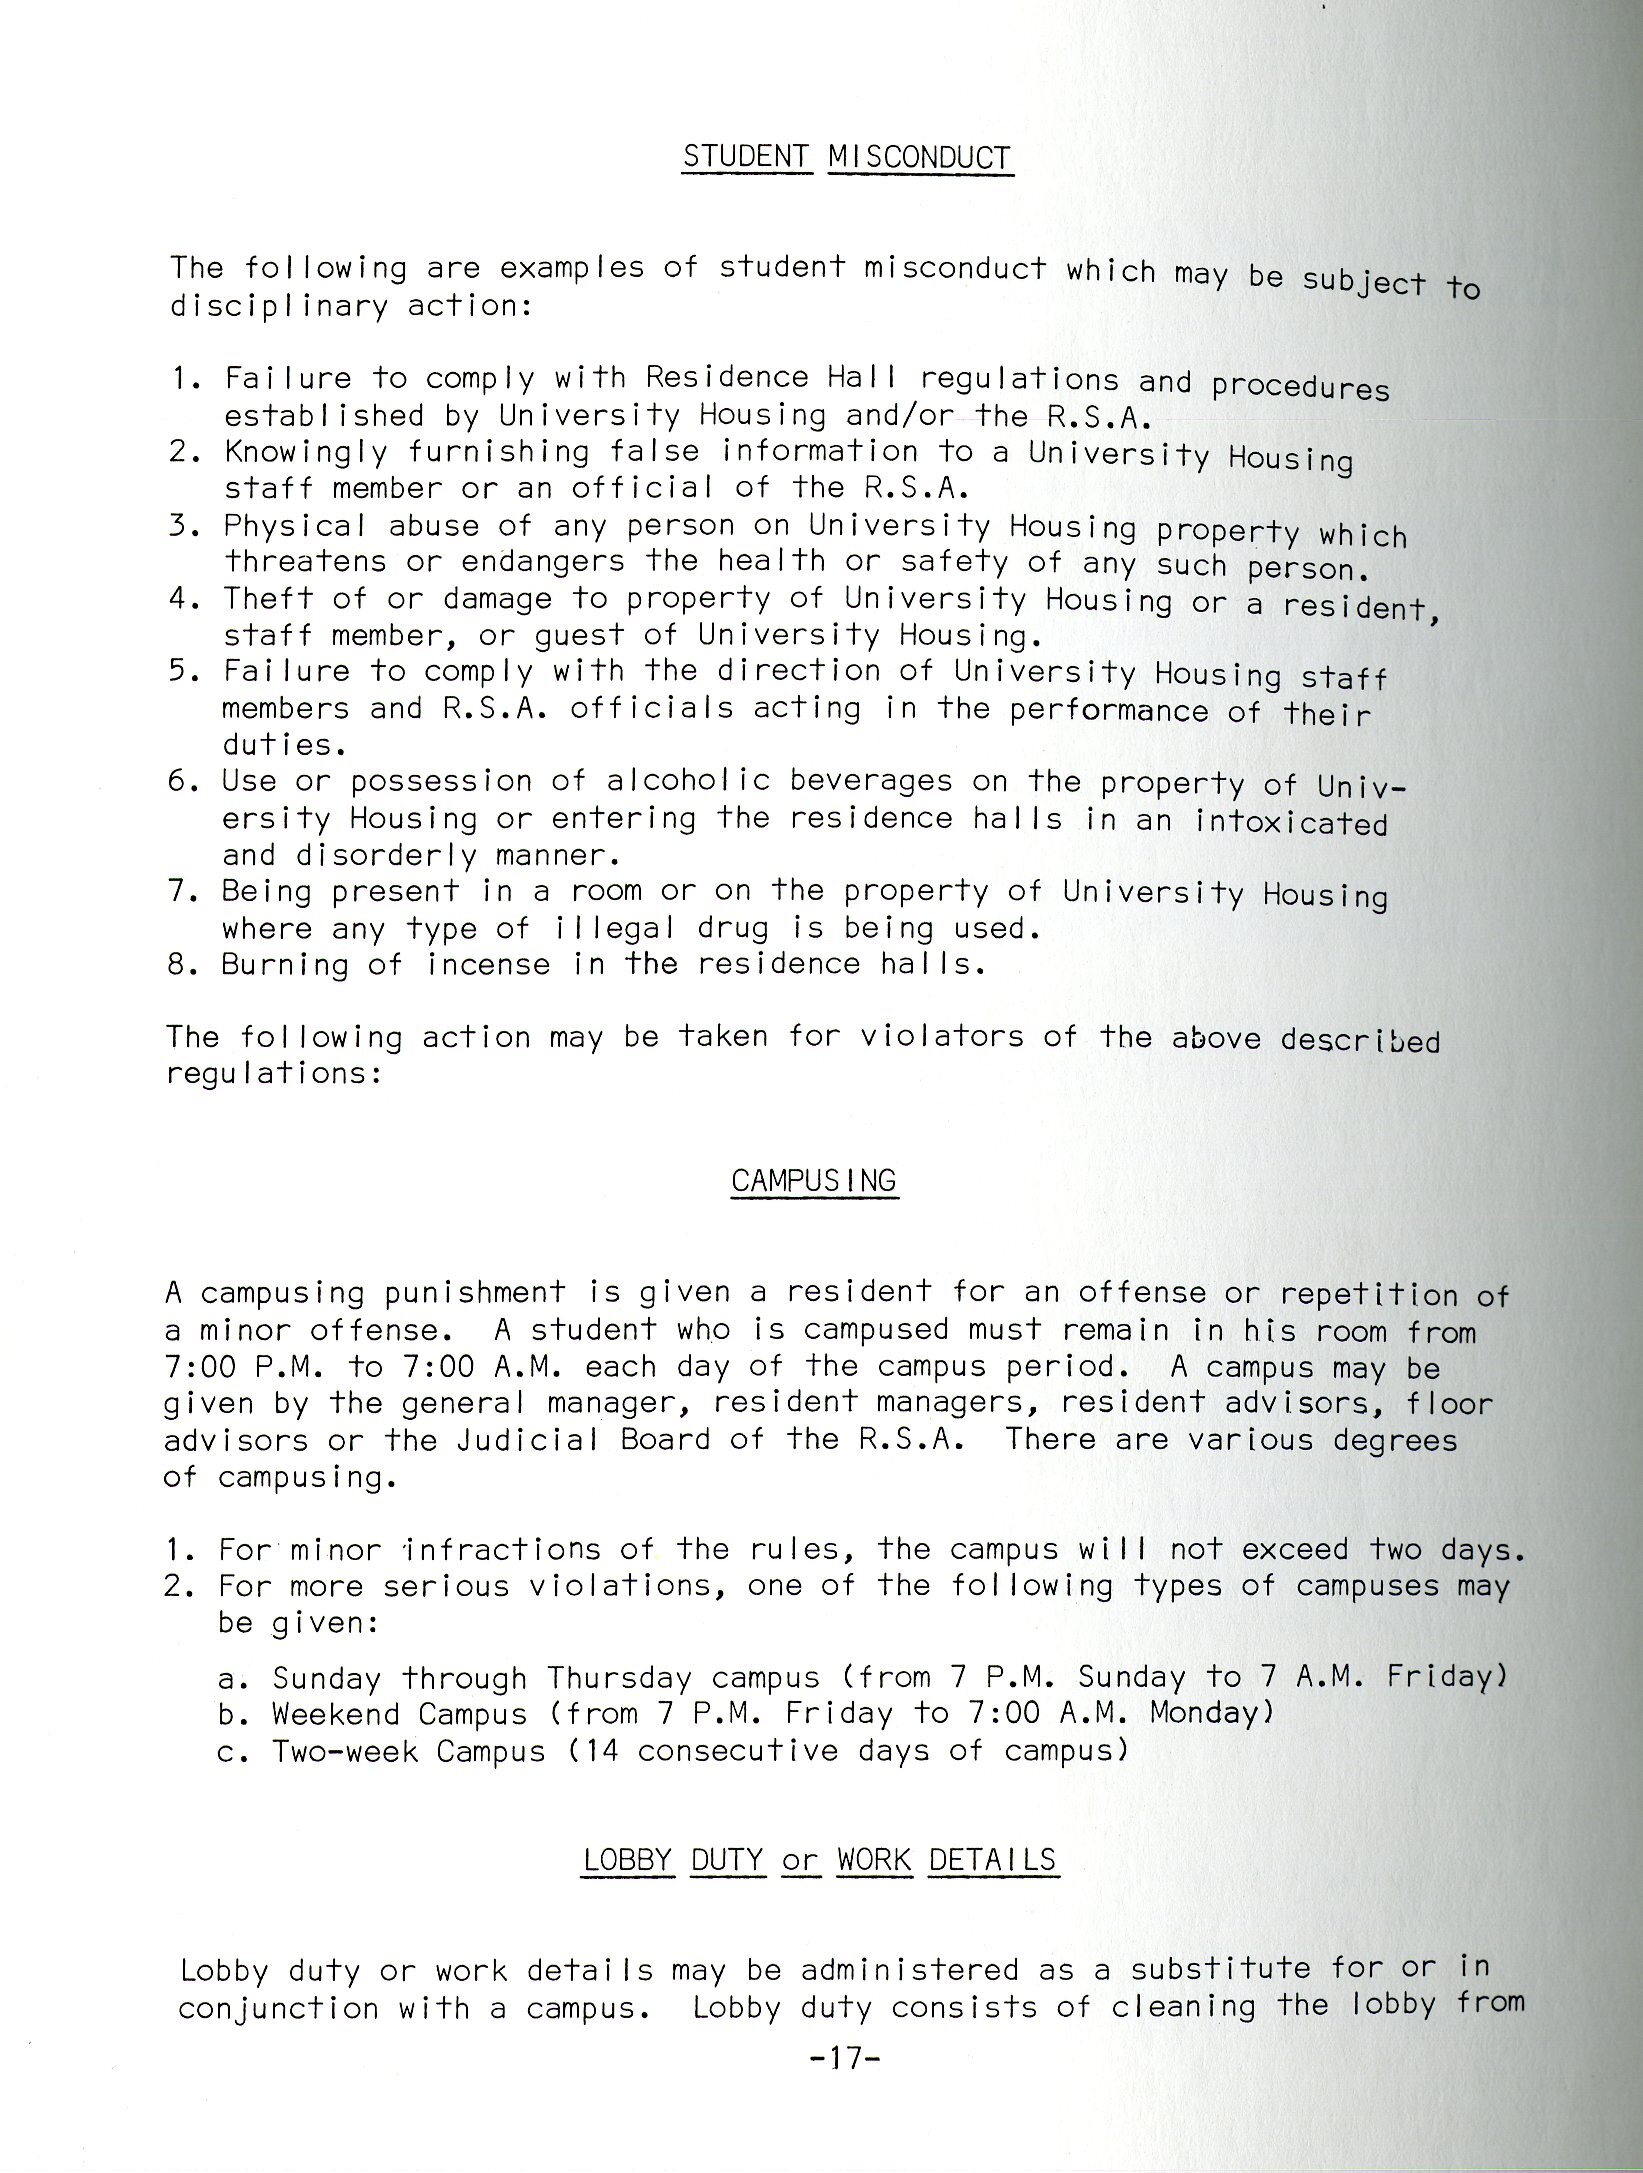 STUDENT MISCONDUCT
The following are examples of student misconduct which may be subject to
disciplinary action:
1. Failure to comply with Residence Hall regulations and procedures
established by University Housing and/or the R.S.A.
2. Knowingly furnishing false information to a University Housing
staff member or an official of the R.S.A.
3. Physical abuse of any person on University Housing property which
threatens or endangers the health or safety of any such person.
4. Theft of or damage to property of University Housing or a resident,
staff member, or guest of University Housing.
5. Failure to comply with the direction of University Housing staff
members and R.S.A. officials acting in the performance of their
duties.
6. Use or possession of alcoholic beverages on the property of Univ-
ersity Housing or entering the residence halls in an intoxicated
and disorderly manner.
7. Being present in a room or on the property of University Housing
where any type of illegal drug is being used.
8. Burning of incense in the residence halls.
The following action may be taken for violators of the above described
regulations:
CAMPUSING
A campusing punishment is given a resident for an offense or repetition of
a minor offense. A student who is campused must remain in his room from
7:00 P.M. to 7:00 A.M. each day of the campus period. A campus may be
given by the general manager, resident managers, resident advisors, floor
advisors or the Judicial Board of the R.S.A. There are various degrees
of campusing.
1. For minor infractions of the rules, the campus will not exceed two days.
2. For more serious violations, one of the following types of campuses may
be given:
a. Sunday through Thursday campus (from 7 P.M. Sunday to 7 A.M. Friday)
b. Weekend Campus (from 7 P.M. Friday to 7:00 A.M. Monday)
c. Two-week Campus (14 consecutive days of campus)
LOBBY DUTY or WORK DETAILS
Lobby duty or work details may be administered as a substitute for or in
conjunction with a campus. Lobby duty consists of cleaning the lobby from
-17-